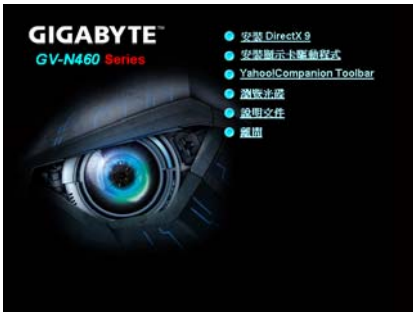 GIGABYTE™
GV-N460 Series
安裝 DirectX 9
安裝顯示卡驅動程式
Yahoo!Companion Toolbar
瀏覽光碟
說明文件
離開